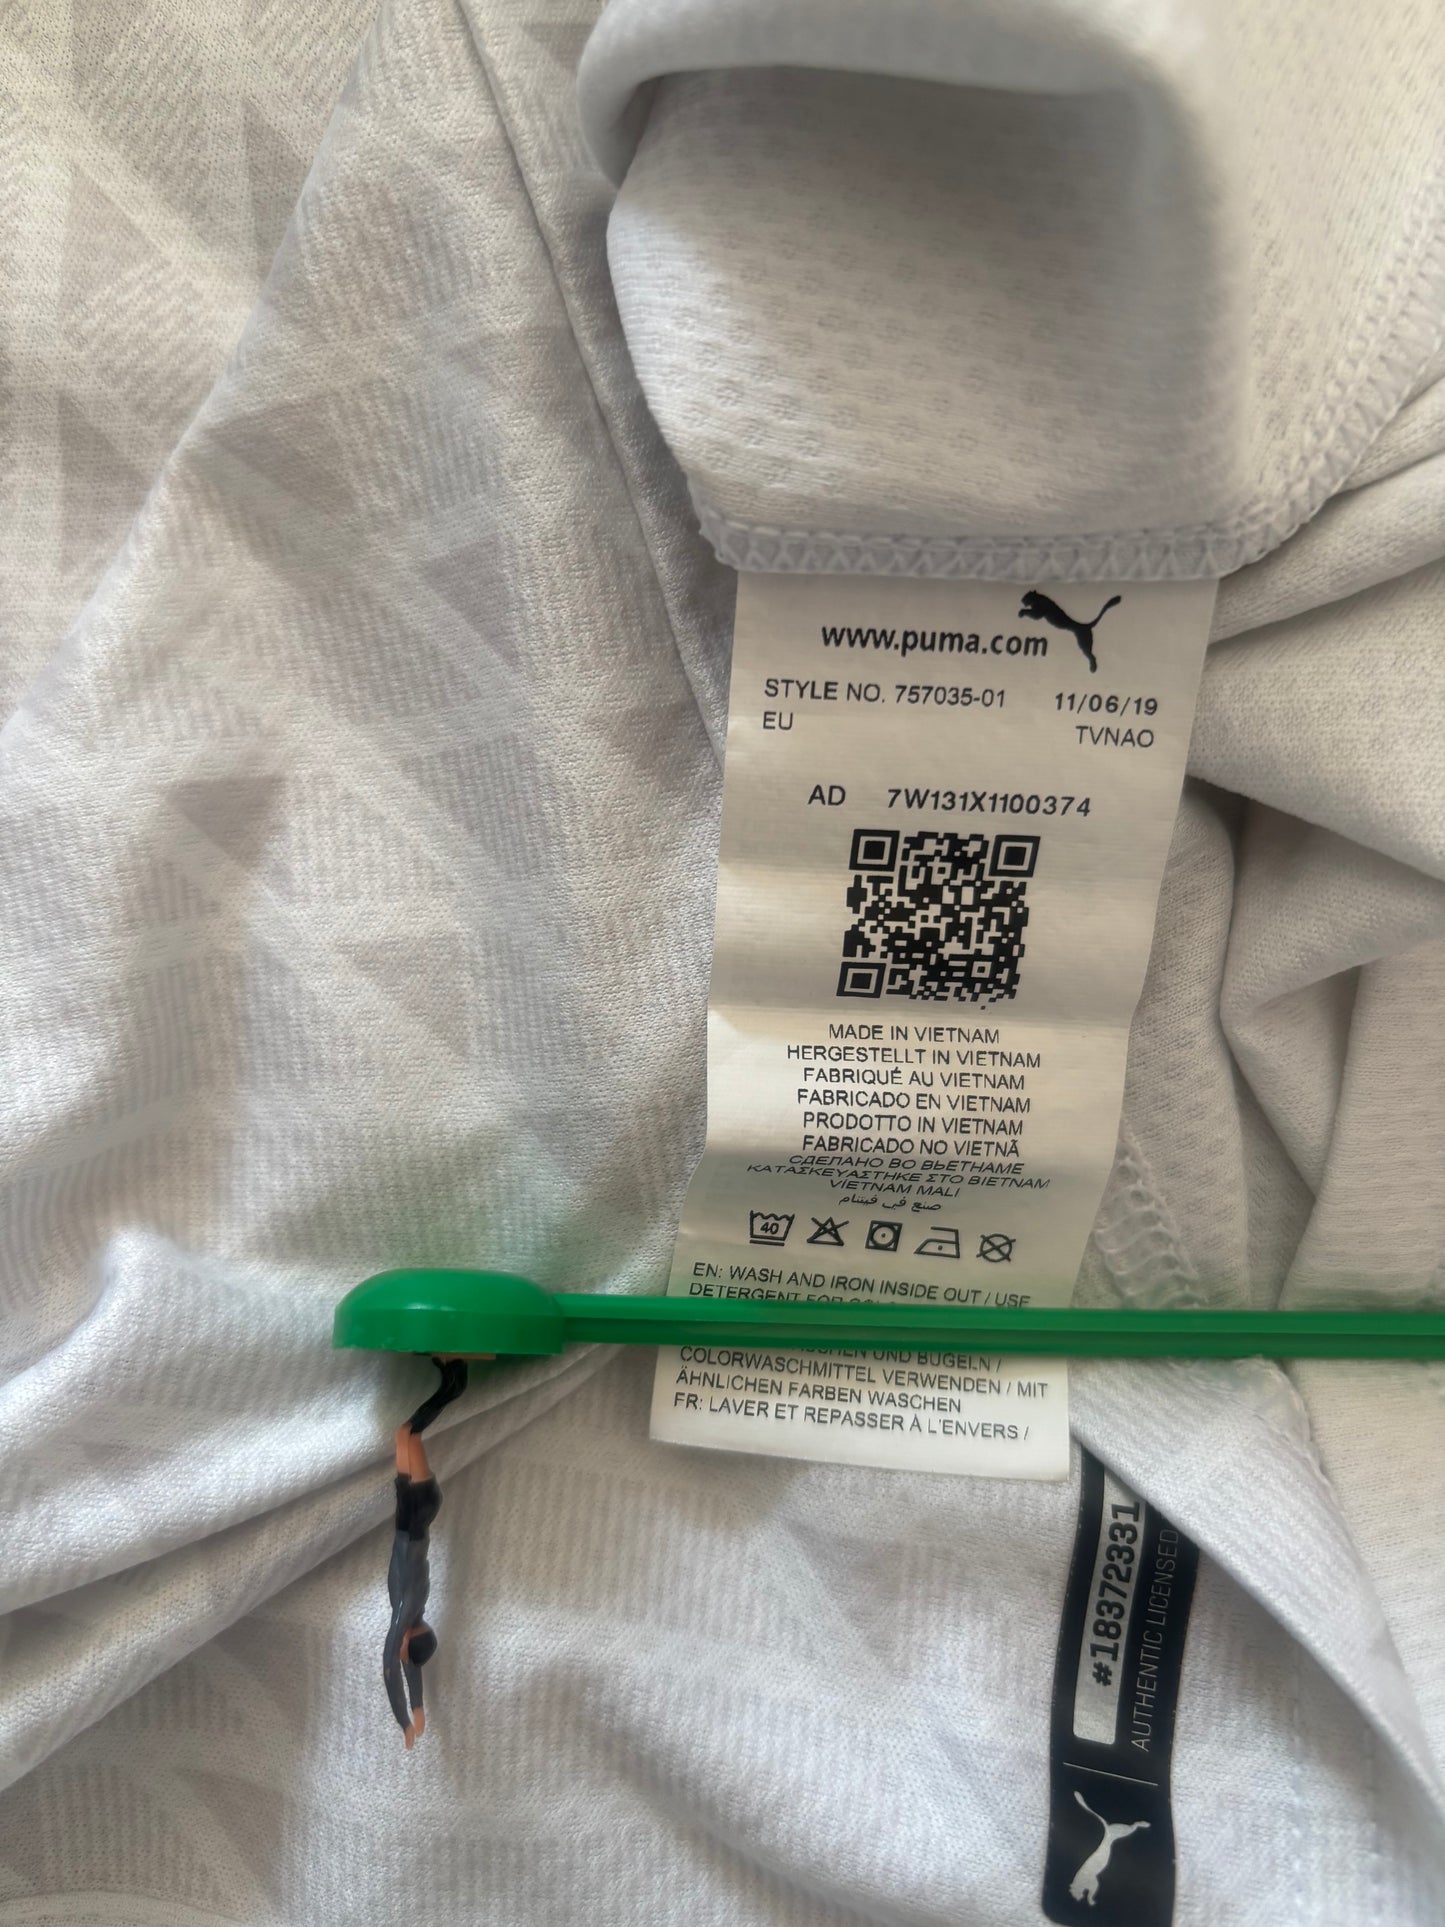 www.puma.com
STYLE NO. 757035-01 11/06/19
EU TVNAO
AD 7W131X1100374
MADE IN VIETNAM
HERGESTELLT IN VIETNAM
FABRIQUÉ AU VIETNAM
FABRICADO EN VIETNAM
PRODOTTO IN VIETNAM
FABRICADO NO VIETNÃ
СДЕЛАНО ВО ВЬЕТНАМЕ
ΚΑΤΑΣΚΕΥΑΣΤΗΚΕ ΣΤΟ ΒΙΕΤΝΑΜ
VIETNAM MALI
صنع في فيتنام
40
EN: WASH AND IRON INSIDE OUT / USE
DETERGENT FOR
UND BÜGELN /
COLORWASCHMITTEL VERWENDEN / MIT
ÄHNLICHEN FARBEN WASCHEN
FR: LAVER ET REPASSER À L'ENVERS /
#18372331
AUTHENTIC LICENSED